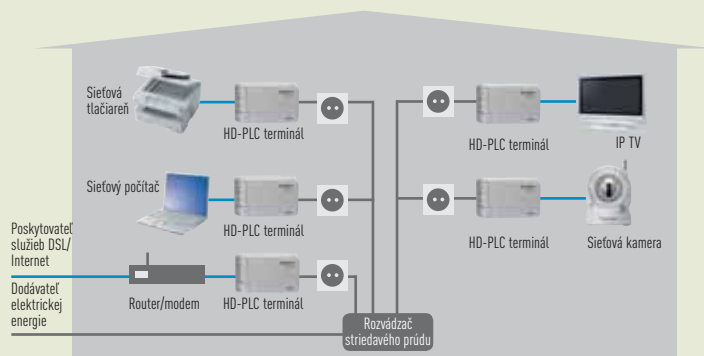 Sieťová
tlačiareň
HD-PLC terminál
HD-PLC terminál
IP TV
Sieťový počítač
HD-PLC terminál
HD-PLC terminál
Sieťová kamera
Poskytovateľ
služieb DSL/
Internet
Dodávateľ
elektrickej
energie
Router/modem
HD-PLC terminál
Rozvádzač
striedavého prúdu